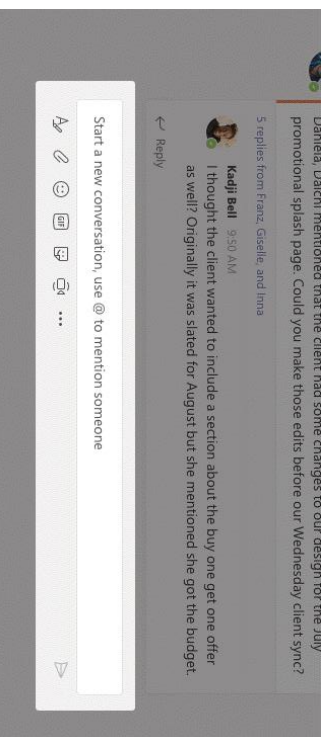 Daniela, Daichi mentioned that the client had some changes to our design for the July
promotional splash page. Could you make those edits before our Wednesday client sync?
5 replies from Franz, Giselle, and Inna
Kadji Bell 9:50 AM
I thought the client wanted to include a section about the buy one get one offer
as well? Originally it was slated for August but she mentioned she got the budget.
Reply
Start a new conversation, use @ to mention someone
GIF